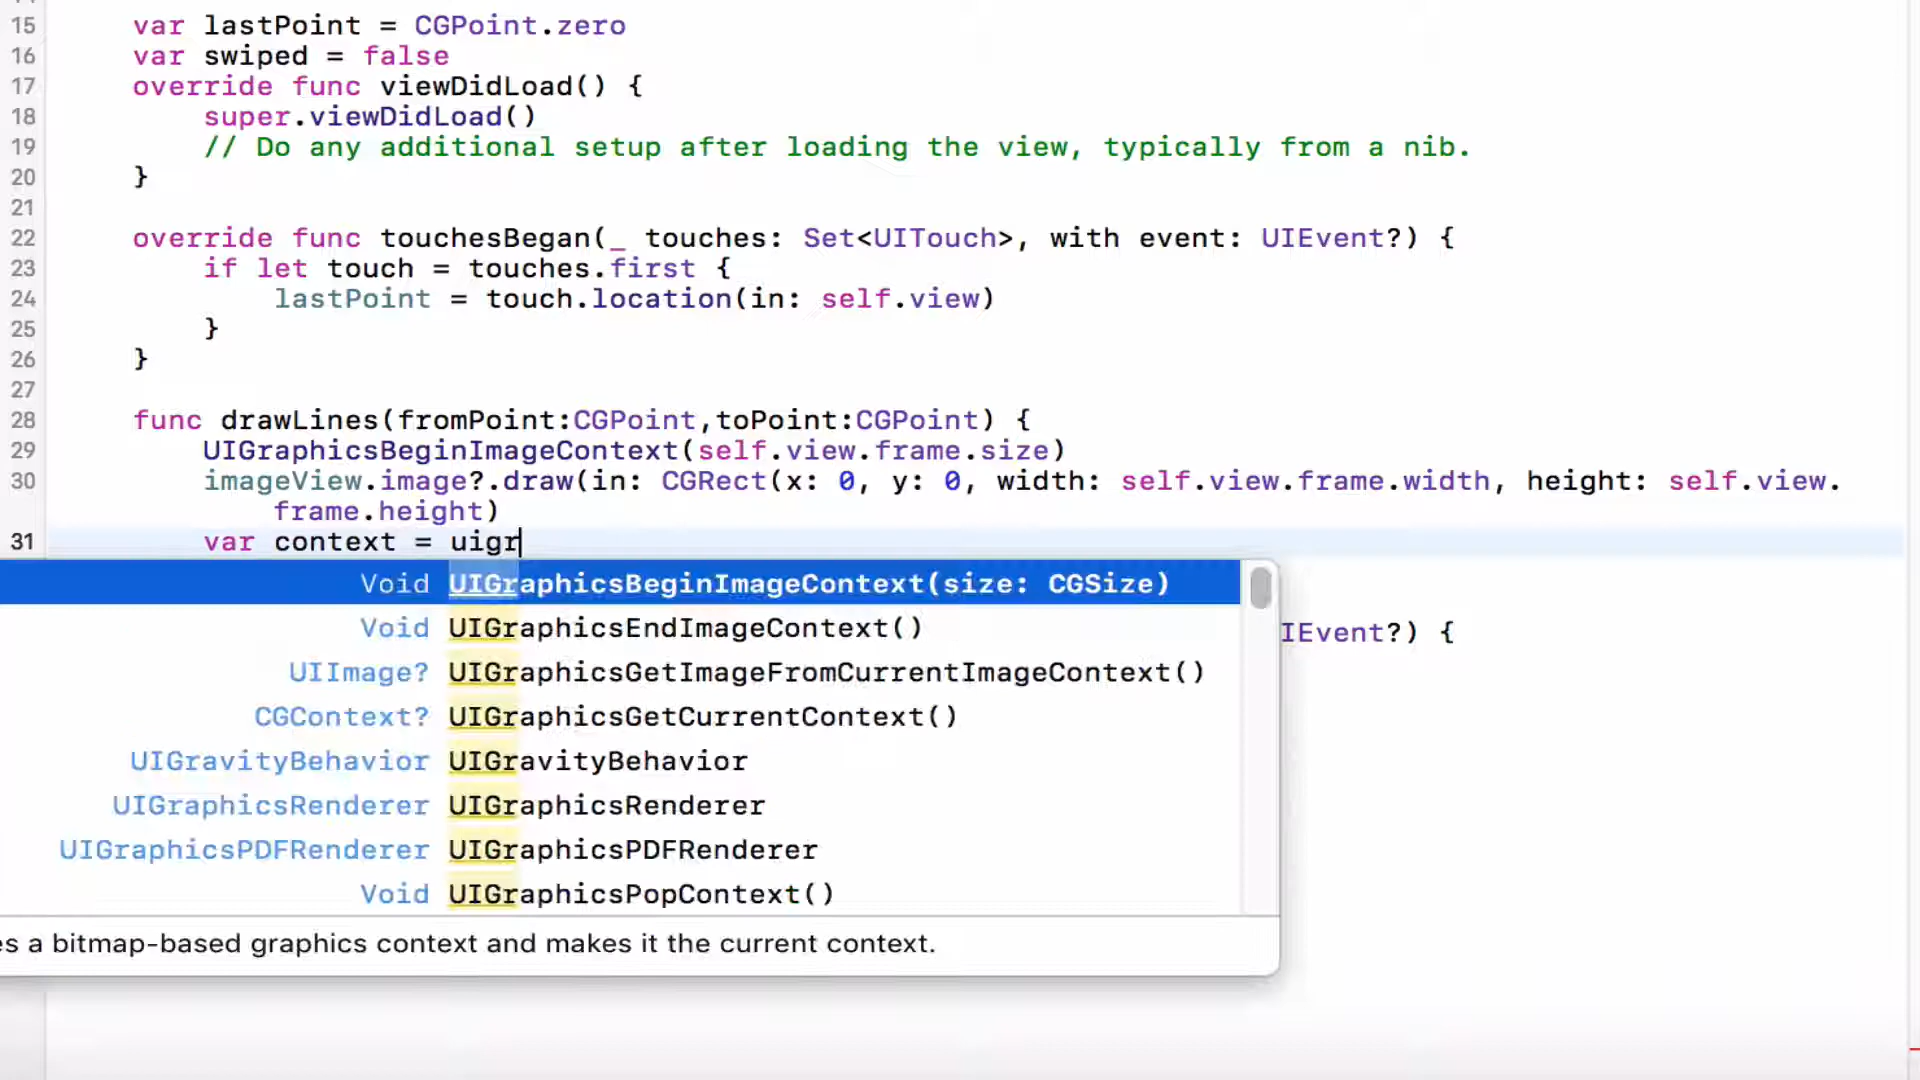 15 var lastPoint = CGPoint.zero
16 var swiped = false
17 override func viewDidLoad() {
18 super.viewDidLoad()
19 // Do any additional setup after loading the view, typically from a nib.
20 }
21
22 override func touchesBegan(_ touches: Set<UITouch>, with event: UIEvent?) {
23 if let touch = touches.first {
24 lastPoint = touch.location(in: self.view)
25 }
26 }
27
28 func drawLines(fromPoint:CGPoint,toPoint:CGPoint) {
29 UIGraphicsBeginImageContext(self.view.frame.size)
30 imageView.image?.draw(in: CGRect(x: 0, y: 0, width: self.view.frame.width, height: self.view.
frame.height)
31 var context = uigr
Void UIGraphicsBeginImageContext(size: CGSize)
Void UIGraphicsEndImageContext() IEvent?) {
UIImage? UIGraphicsGetImageFromCurrentImageContext()
CGContext? UIGraphicsGetCurrentContext()
UIGravityBehavior UIGravityBehavior
UIGraphicsRenderer UIGraphicsRenderer
UIGraphicsPDFRenderer UIGraphicsPDFRenderer
Void UIGraphicsPopContext()
es a bitmap-based graphics context and makes it the current context.